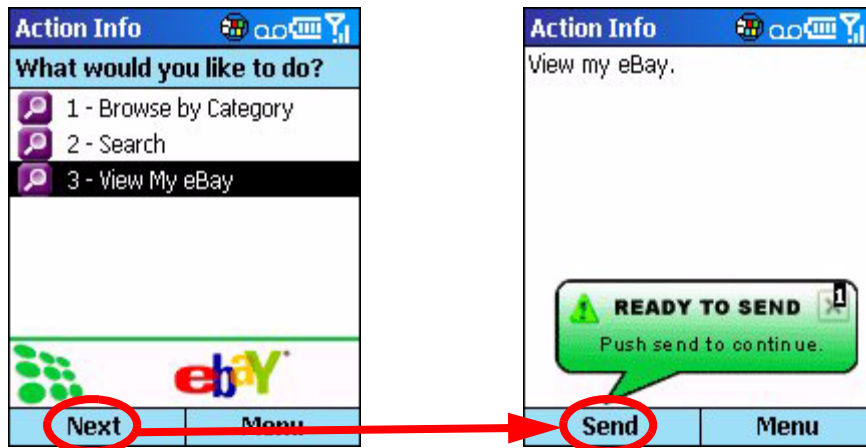 Action Info
What would you like to do?
1 - Browse by Category
2 - Search
3 - View My eBay
ebaY
Next Menu
Action Info
View my eBay.
1
READY TO SEND
Push send to continue.
Send Menu